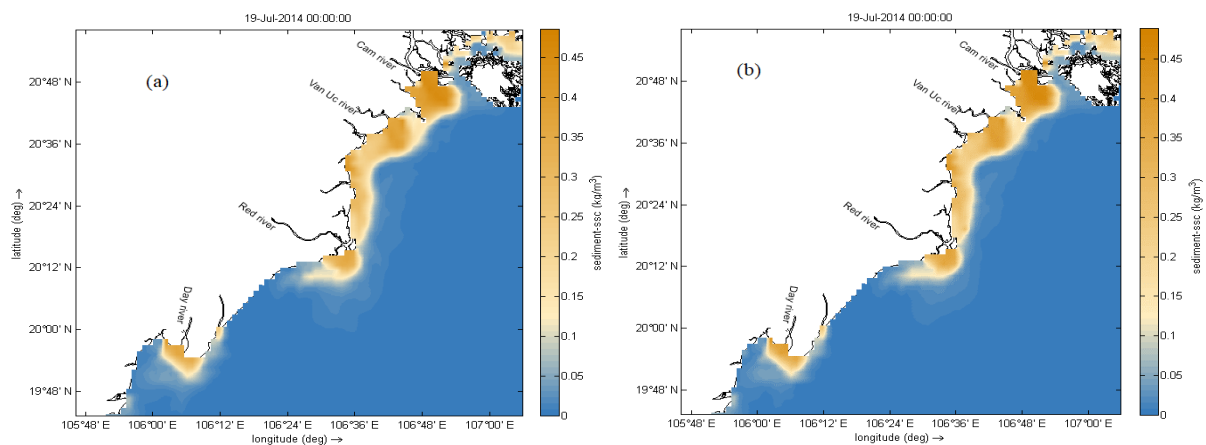 19-Jul-2014 00:00:00
(a)
Cam river
Van Uc river
Red river
Day river
20°48' N
20°36' N
20°24' N
20°12' N
20°00' N
19°48' N
latitude (deg) →
105°48' E
106°00' E
106°12' E
106°24' E
106°36' E
106°48' E
107°00' E
longitude (deg) →
0.45
0.4
0.35
0.3
0.25
0.2
0.15
0.1
0.05
0
sediment-ssc (kg/m³)
19-Jul-2014 00:00:00
(b)
Cam river
Van Uc river
Red river
Day river
20°48' N
20°36' N
20°24' N
20°12' N
20°00' N
19°48' N
latitude (deg) →
105°48' E
106°00' E
106°12' E
106°24' E
106°36' E
106°48' E
107°00' E
longitude (deg) →
0.45
0.4
0.35
0.3
0.25
0.2
0.15
0.1
0.05
0
sediment-ssc (kg/m³)